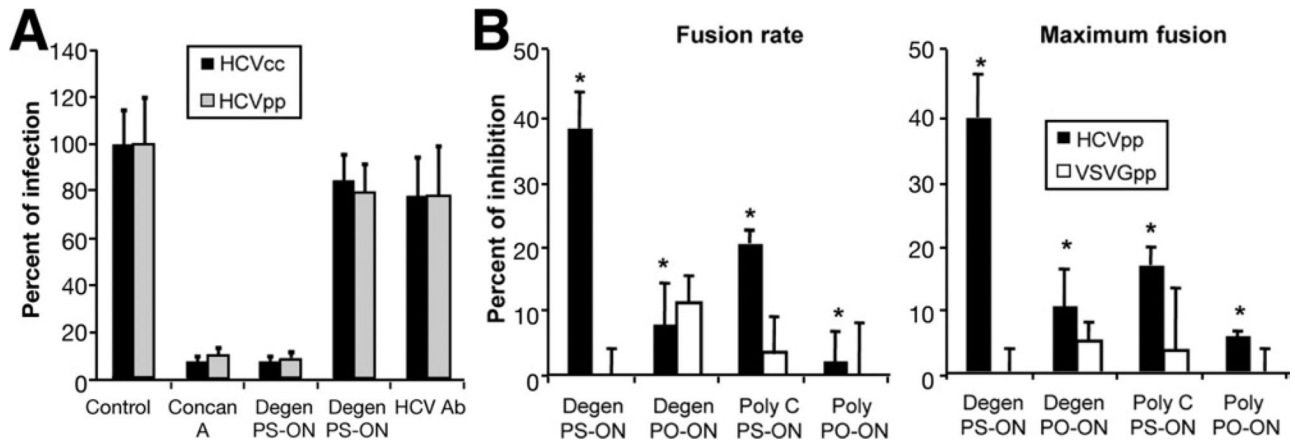 A
140
120
100
80
60
40
20
0
Percent of infection
HCVcc
HCVpp
Control
Concan A
Degen PS-ON
Degen PS-ON
HCV Ab
B
Fusion rate
50
40
30
20
10
0
Percent of inhibition
*
*
*
*
Degen PS-ON
Degen PO-ON
Poly C PS-ON
Poly PO-ON
Maximum fusion
50
40
30
20
10
0
*
*
*
*
HCVpp
VSVGpp
Degen PS-ON
Degen PO-ON
Poly C PS-ON
Poly PO-ON